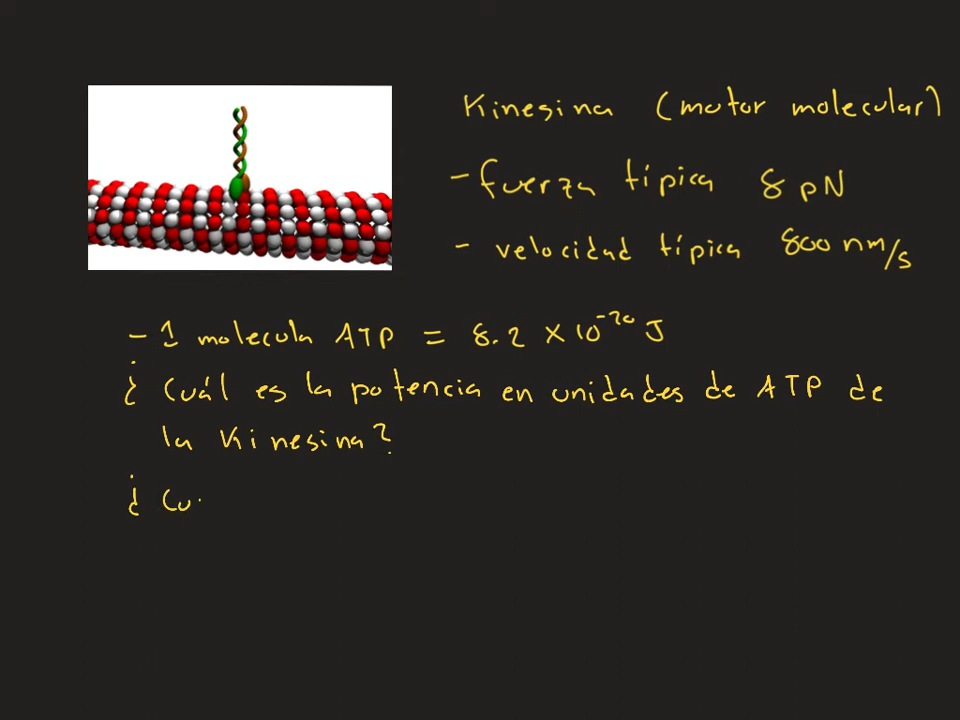 Kinesina (motor molecular)
- fuerza típica 8 pN
- velocidad típica 800 nm/s
- 1 molecula ATP = 8.2 × 10⁻²⁰ J
¿ Cuál es la potencia en unidades de ATP de
la Kinesina?
¿ Cu